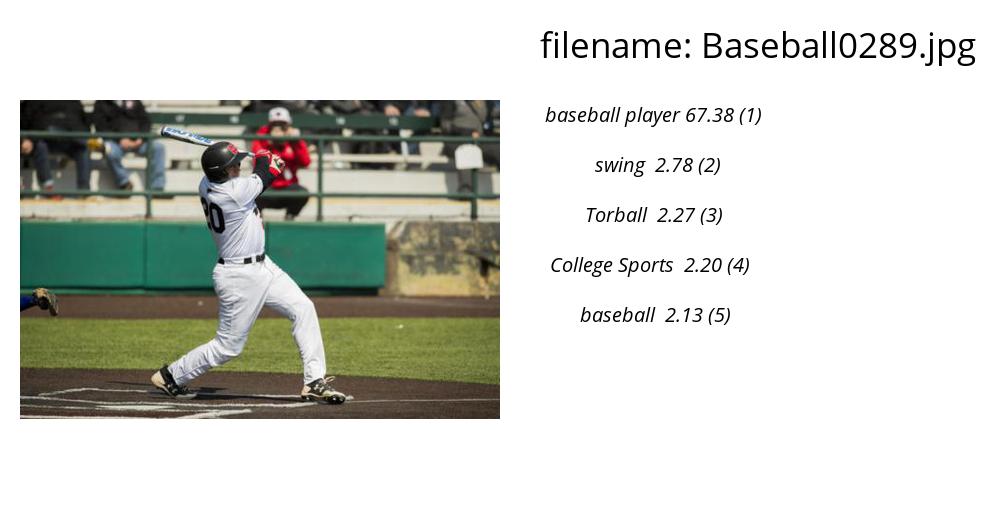 filename: Baseball0289.jpg
baseball player 67.38 (1)
swing 2.78 (2)
Torball 2.27 (3)
College Sports 2.20 (4)
baseball 2.13 (5)
20